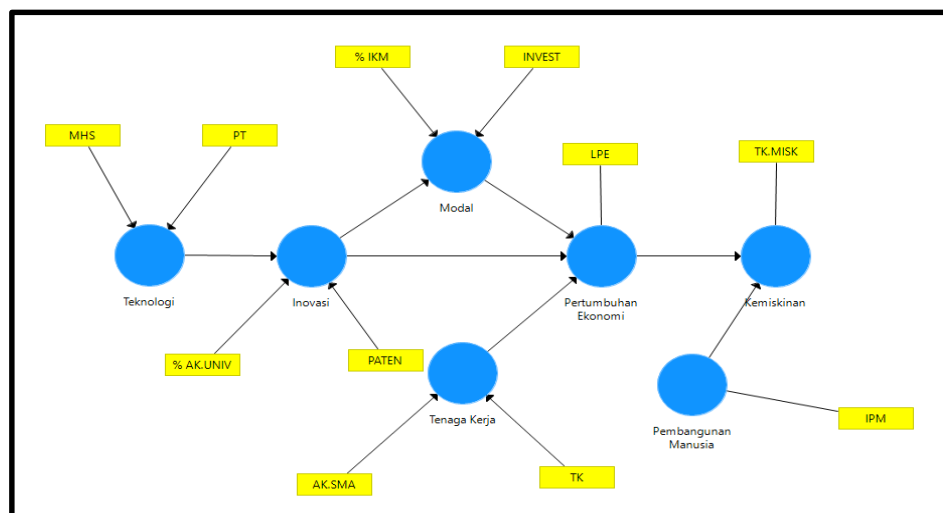 % IKM
INVEST
MHS
PT
LPE
TK.MISK
Modal
Teknologi
Inovasi
Pertumbuhan
Ekonomi
Kemiskinan
% AK.UNIV
PATEN
Tenaga Kerja
Pembangunan
Manusia
IPM
AK.SMA
TK